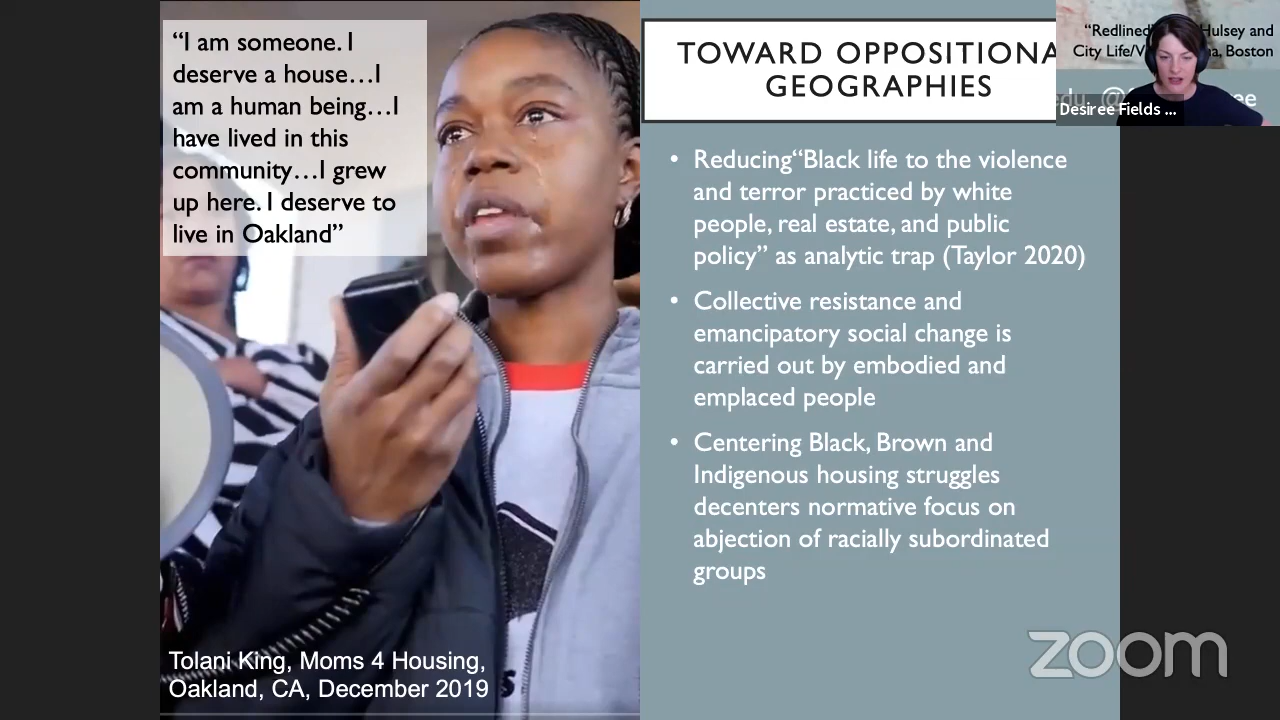 “I am someone. I
deserve a house…I
am a human being…I
have lived in this
community…I grew
up here. I deserve to
live in Oakland”
Tolani King, Moms 4 Housing,
Oakland, CA, December 2019
TOWARD OPPOSITIONA
GEOGRAPHIES
• Reducing“Black life to the violence
and terror practiced by white
people, real estate, and public
policy” as analytic trap (Taylor 2020)
• Collective resistance and
emancipatory social change is
carried out by embodied and
emplaced people
• Centering Black, Brown and
Indigenous housing struggles
decenters normative focus on
abjection of racially subordinated
groups
“Redlined Hulsey and
City Life/ Boston
Desiree Fields ...
zoom